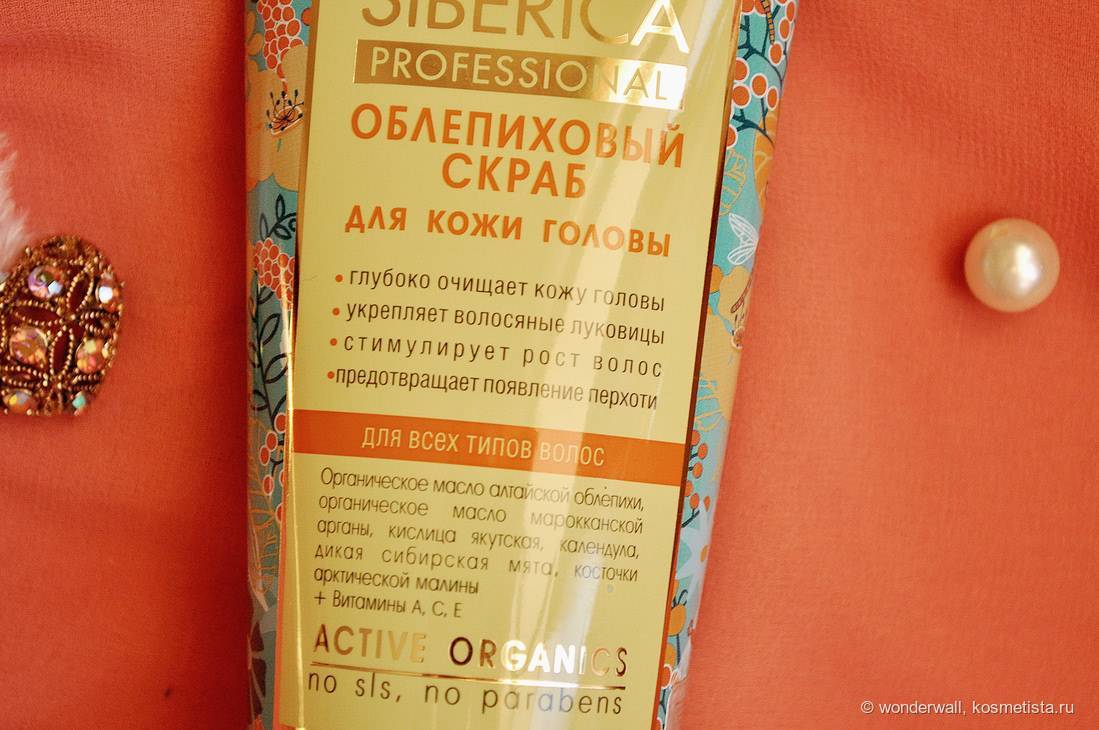 SIBERICA
PROFESSIONAL
ОБЛЕПИХОВЫЙ
СКРАБ
ДЛЯ КОЖИ ГОЛОВЫ
• глубоко очищает кожу головы
• укрепляет волосяные луковицы
• стимулирует рост волос
•предотвращает появление перхоти
для всех типов волос
Органическое масло алтайской облепихи,
органическое масло марокканской
арганы, кислица якутская, календула,
дикая сибирская мята, косточки
арктической малины
+ Витамины А, С, Е
ACTIVE ORGANICS
no sls, no parabens
© wonderwall, kosmetista.ru